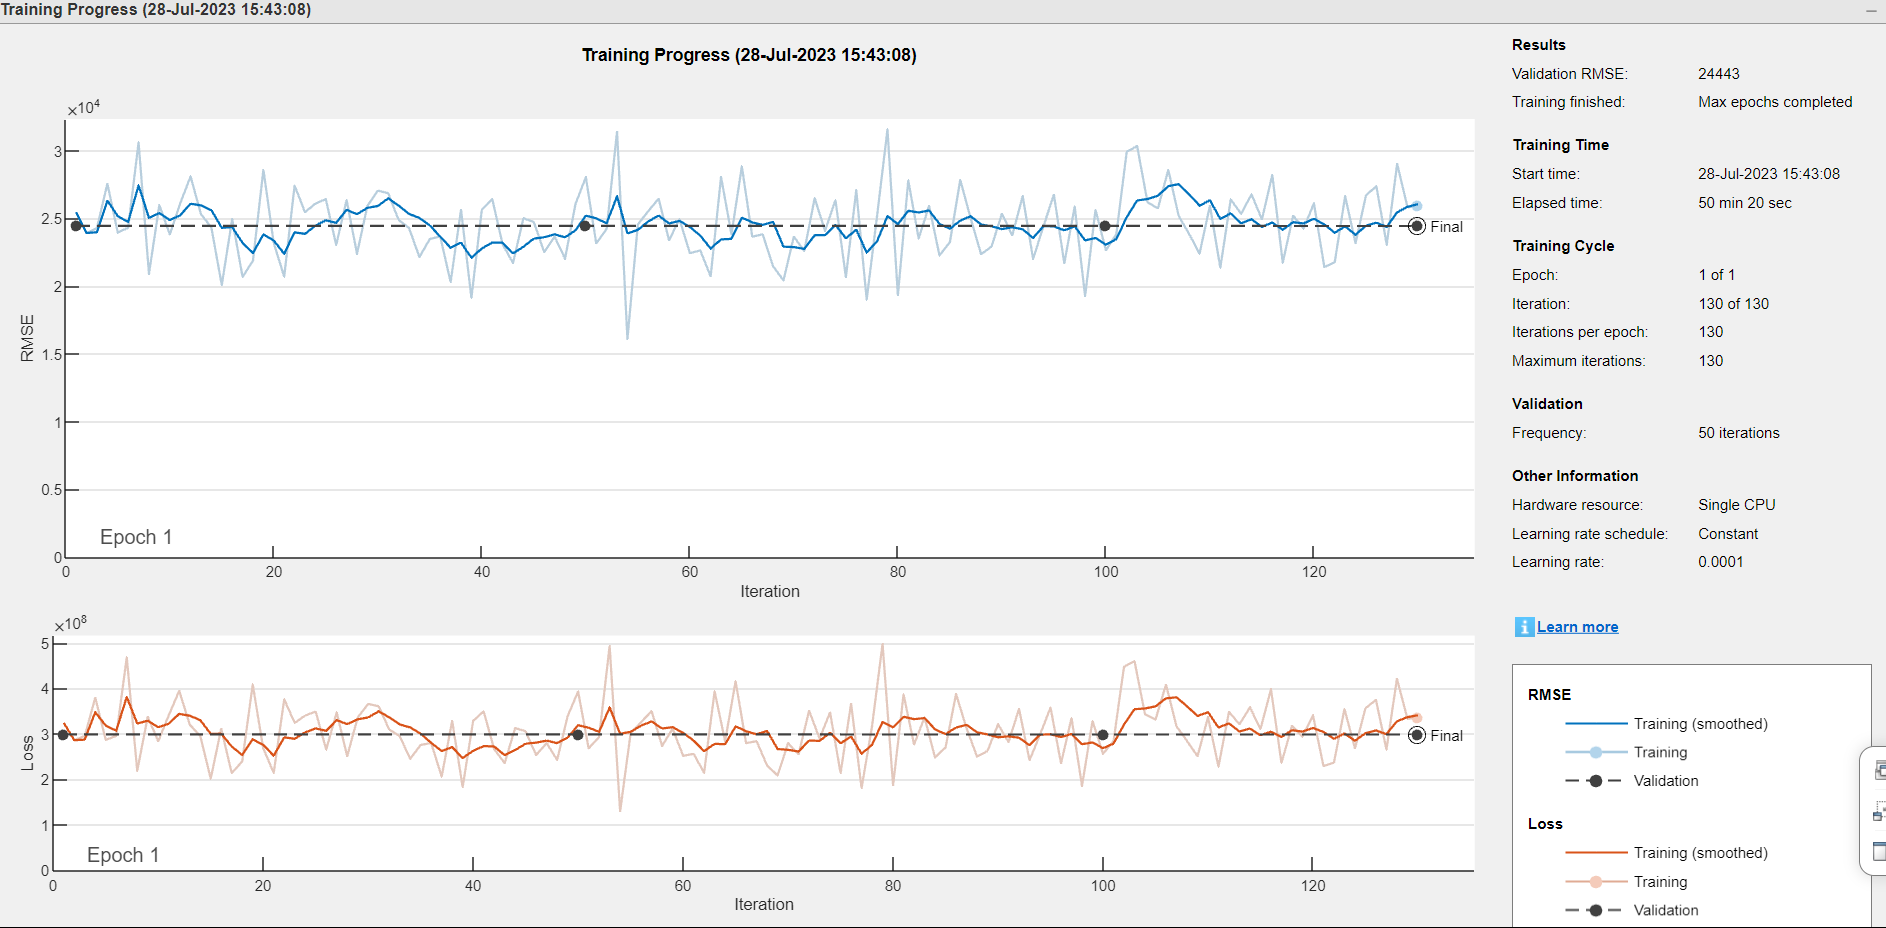 Training Progress (28-Jul-2023 15:43:08)
Training Progress (28-Jul-2023 15:43:08)
×10⁴
3
2.5
2
1.5
1
0.5
0
RMSE
Final
Epoch 1
0 20 40 60 80 100 120
Iteration
×10⁸
5
4
3
2
1
0
Loss
Final
Epoch 1
0 20 40 60 80 100 120
Iteration
Results
Validation RMSE: 24443
Training finished: Max epochs completed
Training Time
Start time: 28-Jul-2023 15:43:08
Elapsed time: 50 min 20 sec
Training Cycle
Epoch: 1 of 1
Iteration: 130 of 130
Iterations per epoch: 130
Maximum iterations: 130
Validation
Frequency: 50 iterations
Other Information
Hardware resource: Single CPU
Learning rate schedule: Constant
Learning rate: 0.0001
i Learn more
RMSE
Training (smoothed)
Training
Validation
Loss
Training (smoothed)
Training
Validation